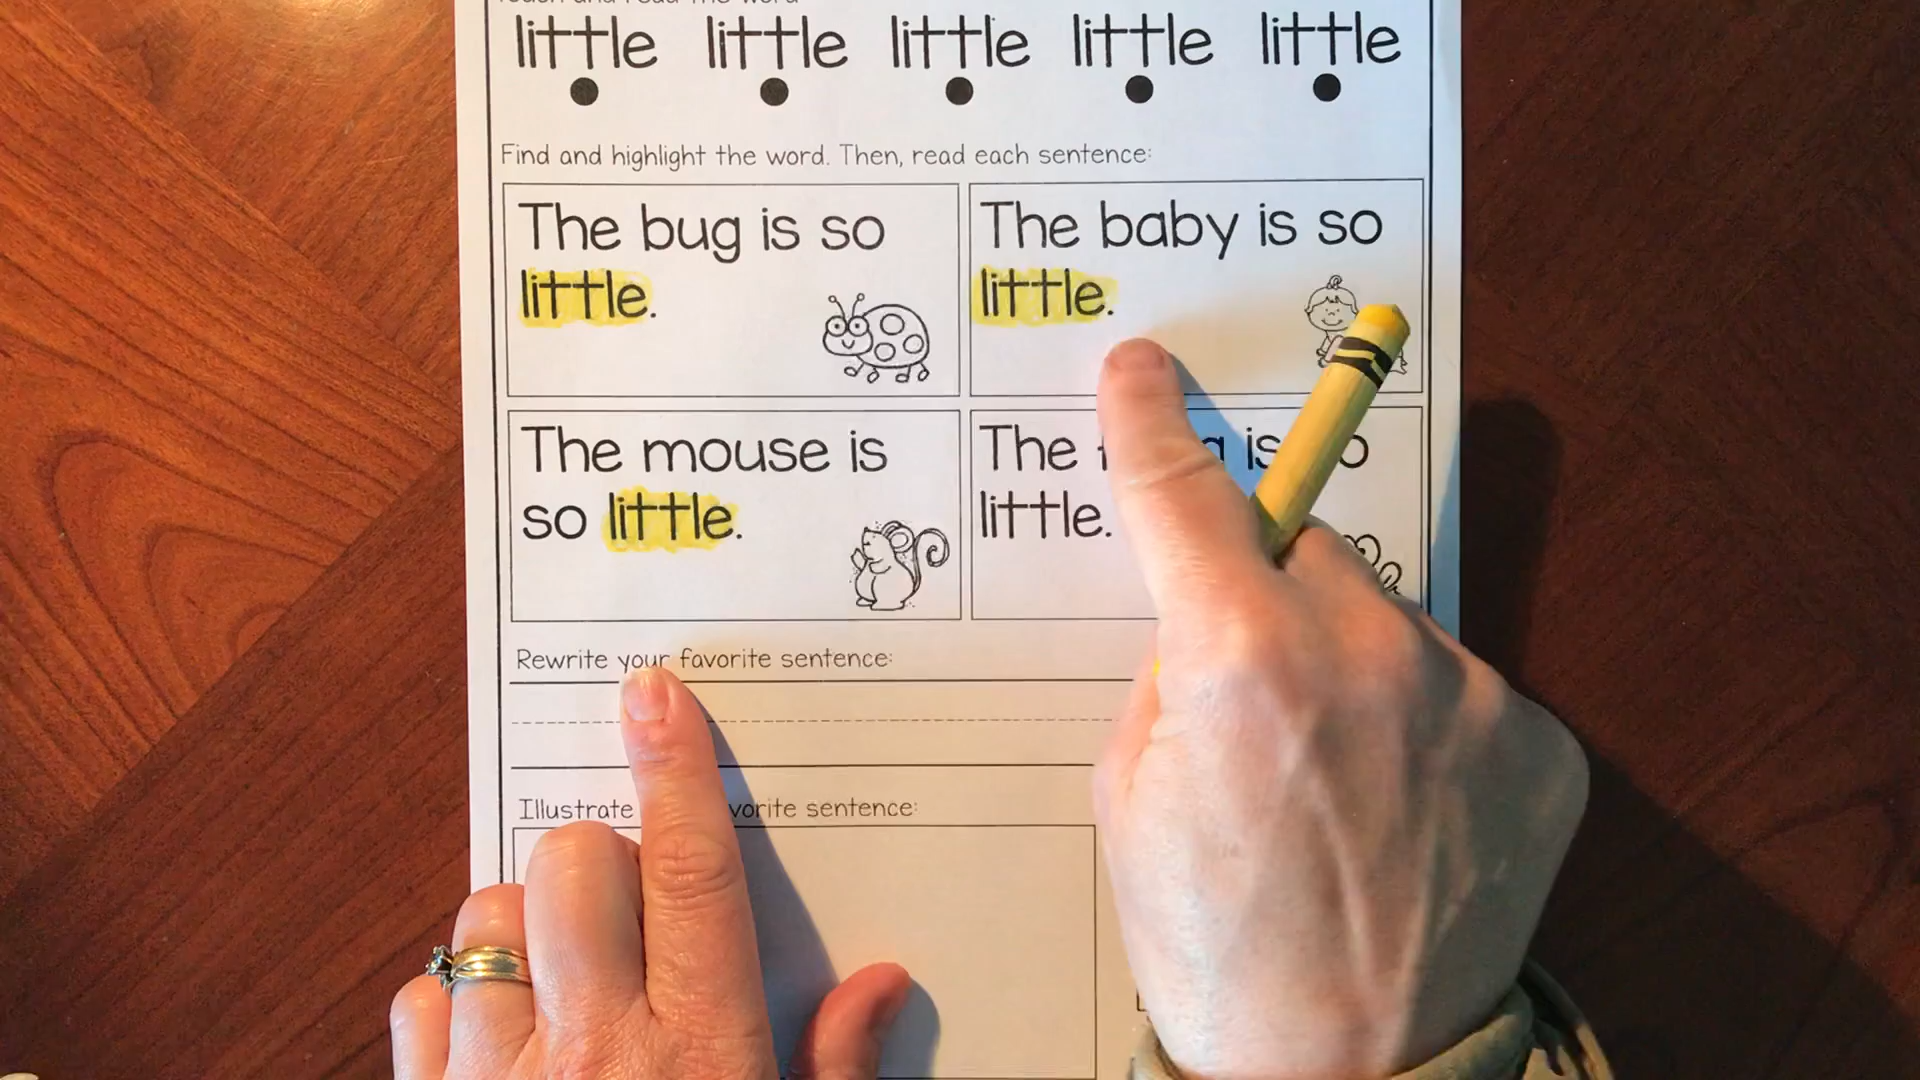 little little little little little
Find and highlight the word. Then, read each sentence:
The bug is so
little.
The baby is so
little.
The mouse is
so little.
The is
little.
Rewrite your favorite sentence:
Illustrate sentence: